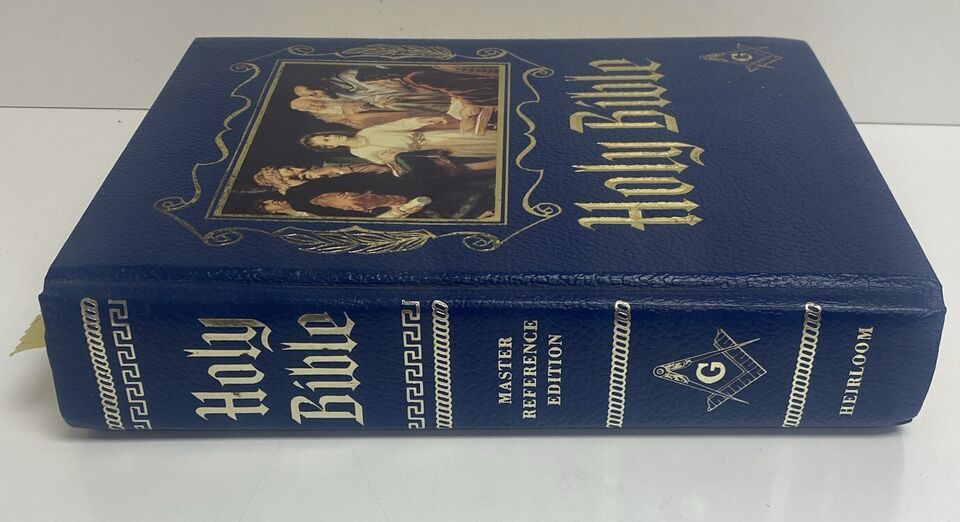 Holy Bible
G
Holy
Bible
MASTER
REFERENCE
EDITION
G
HEIRLOOM